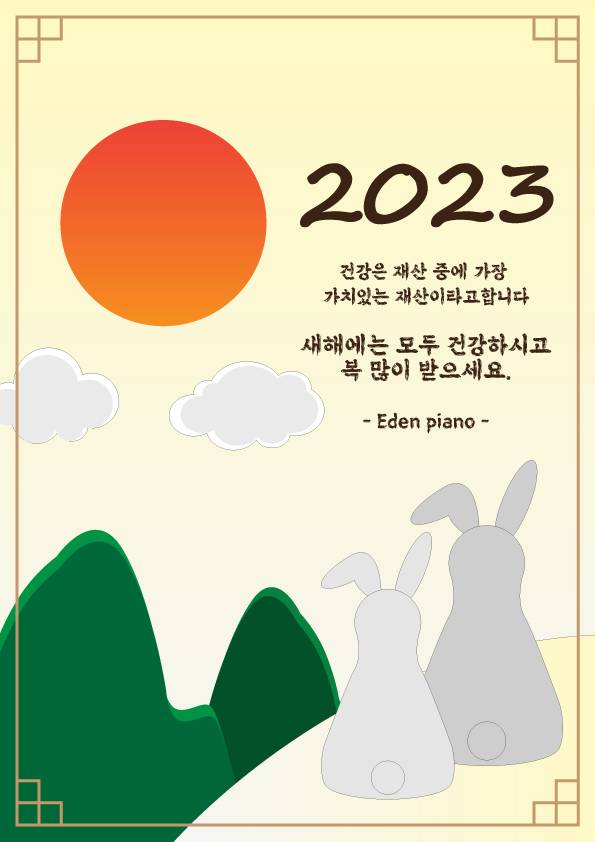 2023
건강은 재산 중에 가장
가치있는 재산이라고합니다
새해에는 모두 건강하시고
복 많이 받으세요.
- Eden piano -